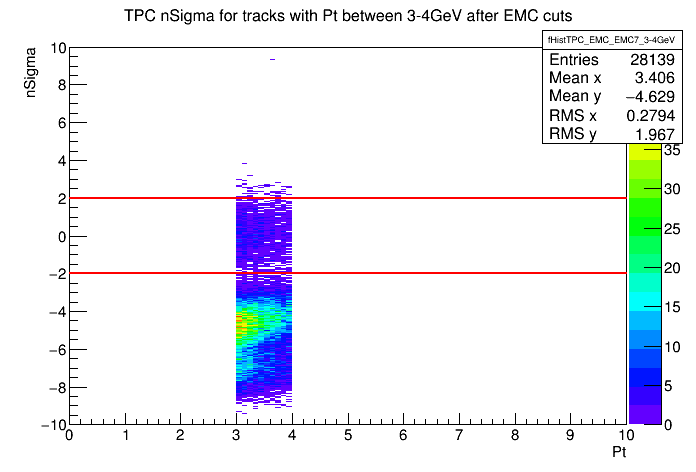 TPC nSigma for tracks with Pt between 3-4GeV after EMC cuts
fHistTPC_EMC_EMC7_3-4GeV
Entries 28139
Mean x 3.406
Mean y −4.629
RMS x 0.2794
RMS y 1.967
nSigma
10
8
6
4
2
0
−2
−4
−6
−8
−10
0 1 2 3 4 5 6 7 8 9 10
Pt
35
30
25
20
15
10
5
0